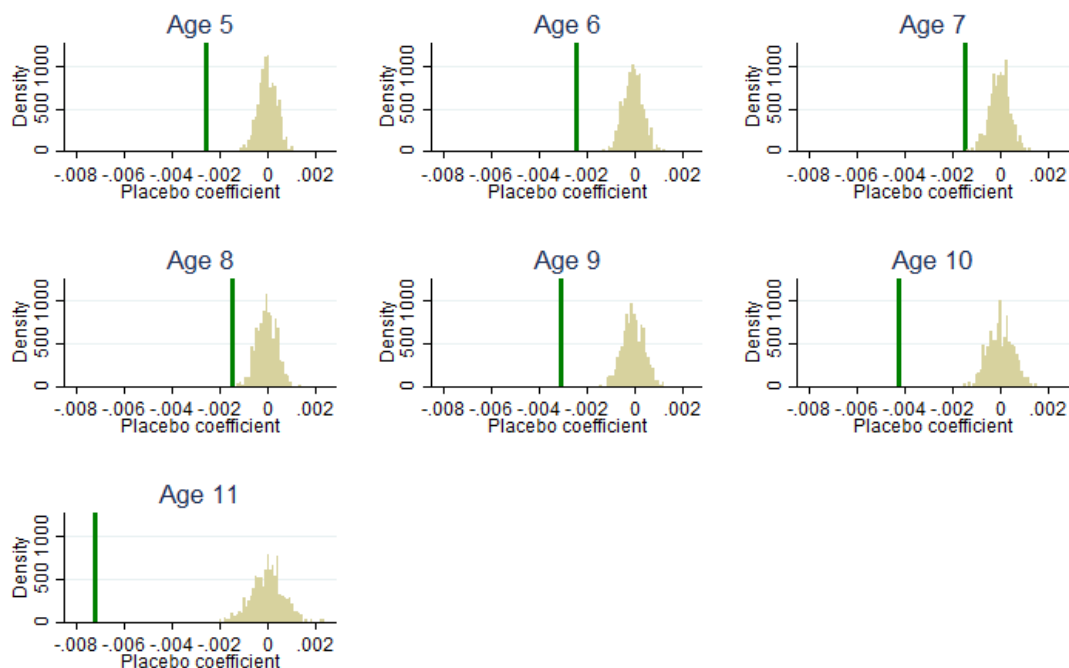 Age 5
Age 6
Age 7
Density
0 500 1000
-.008 -.006 -.004 -.002 0 .002
Placebo coefficient
Density
0 500 1000
-.008 -.006 -.004 -.002 0 .002
Placebo coefficient
Density
0 500 1000
-.008 -.006 -.004 -.002 0 .002
Placebo coefficient
Age 8
Age 9
Age 10
Density
0 500 1000
-.008 -.006 -.004 -.002 0 .002
Placebo coefficient
Density
0 500 1000
-.008 -.006 -.004 -.002 0 .002
Placebo coefficient
Density
0 500 1000
-.008 -.006 -.004 -.002 0 .002
Placebo coefficient
Age 11
Density
0 500 1000
-.008 -.006 -.004 -.002 0 .002
Placebo coefficient